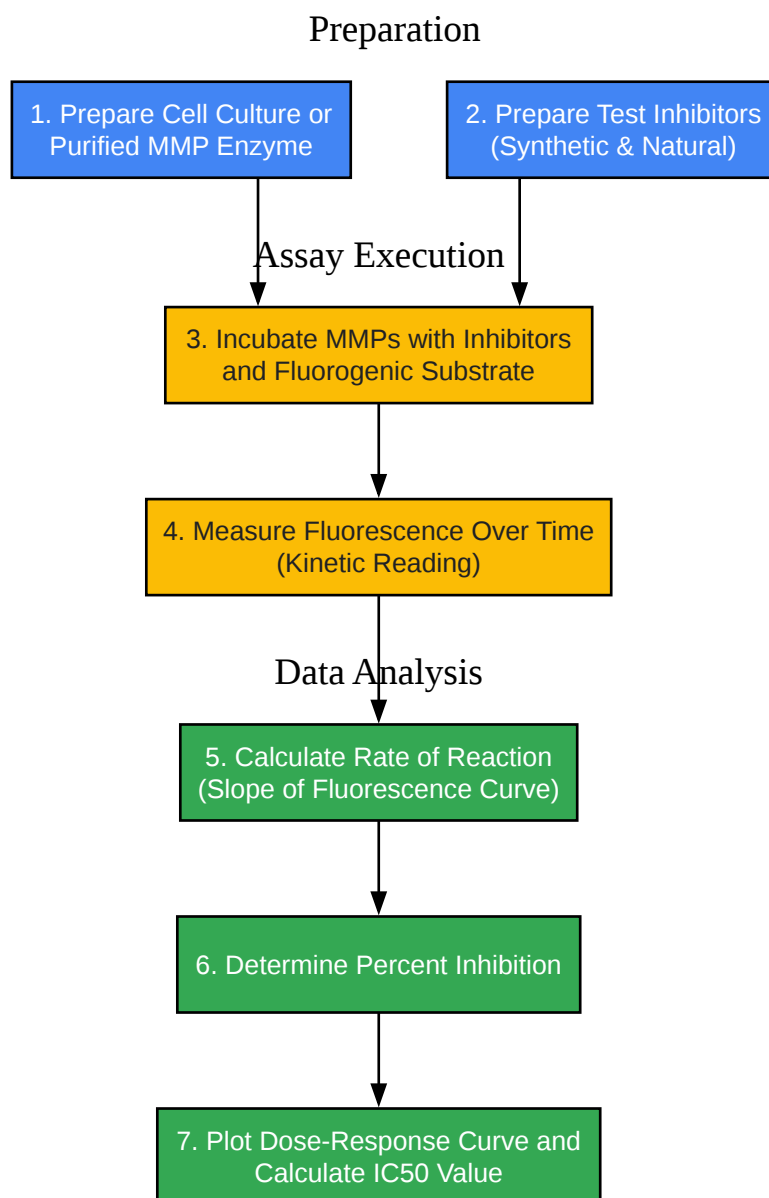 Preparation
1. Prepare Cell Culture or
Purified MMP Enzyme
2. Prepare Test Inhibitors
(Synthetic & Natural)
Assay Execution
3. Incubate MMPs with Inhibitors
and Fluorogenic Substrate
4. Measure Fluorescence Over Time
(Kinetic Reading)
Data Analysis
5. Calculate Rate of Reaction
(Slope of Fluorescence Curve)
6. Determine Percent Inhibition
7. Plot Dose-Response Curve and
Calculate IC50 Value